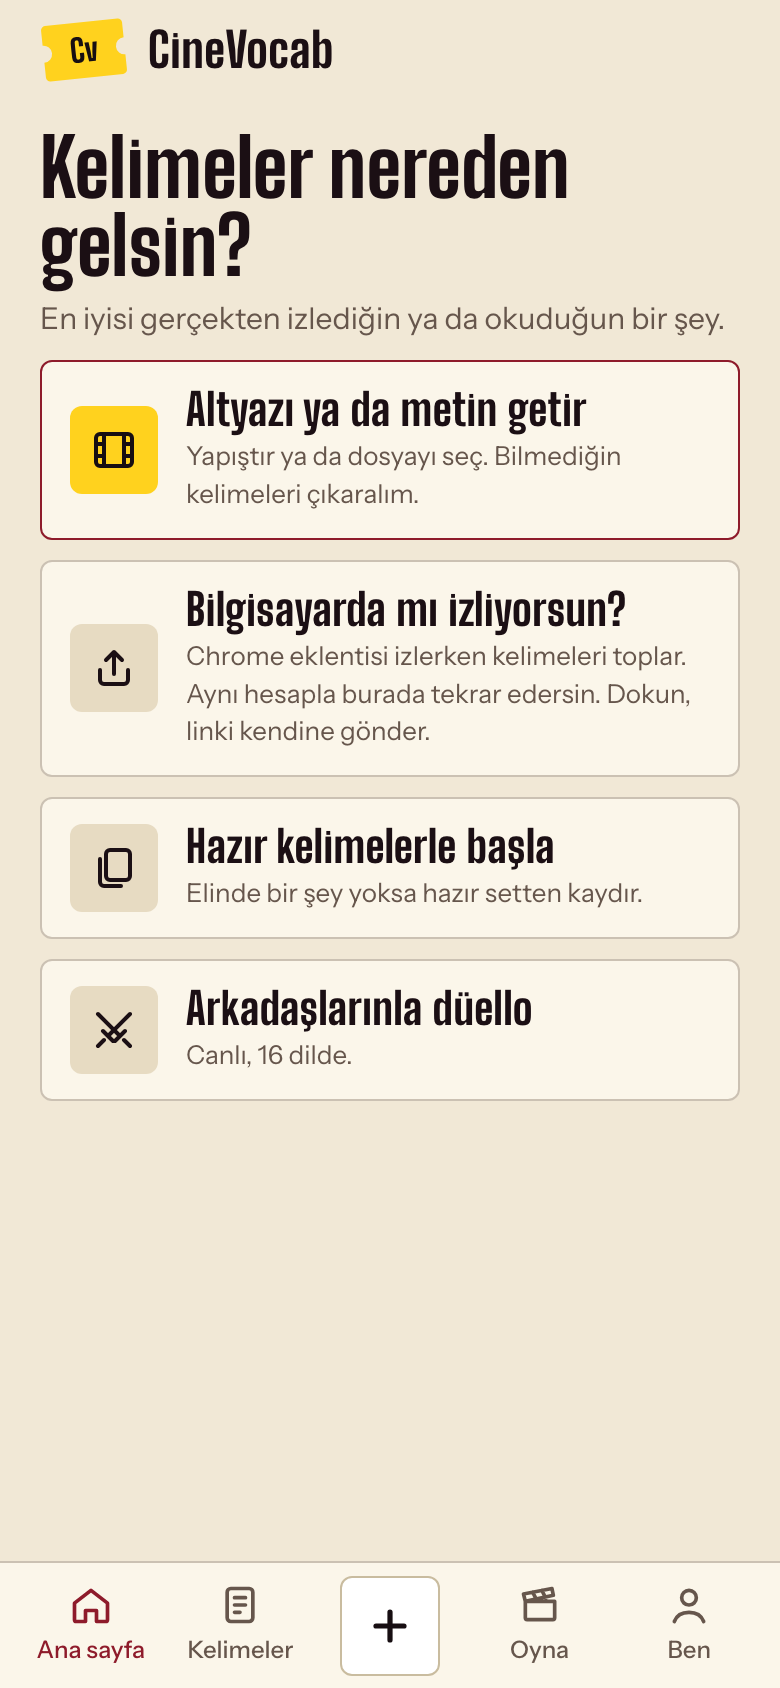 Cv
CineVocab
Kelimeler nereden
gelsin?
En iyisi gerçekten izlediğin ya da okuduğun bir şey.
Altyazı ya da metin getir
Yapıştır ya da dosyayı seç. Bilmediğin
kelimeleri çıkaralım.
Bilgisayarda mı izliyorsun?
Chrome eklentisi izlerken kelimeleri toplar.
Aynı hesapla burada tekrar edersin. Dokun,
linki kendine gönder.
Hazır kelimelerle başla
Elinde bir şey yoksa hazır setten kaydır.
Arkadaşlarınla düello
Canlı, 16 dilde.
Ana sayfa
Kelimeler
Oyna
Ben